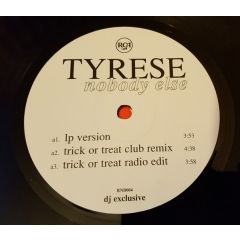 RCA
TYRESE
nobody else
a1. lp version 3:53
a2. trick or treat club remix 4:38
a3. trick or treat radio edit 3:58
dj exclusive